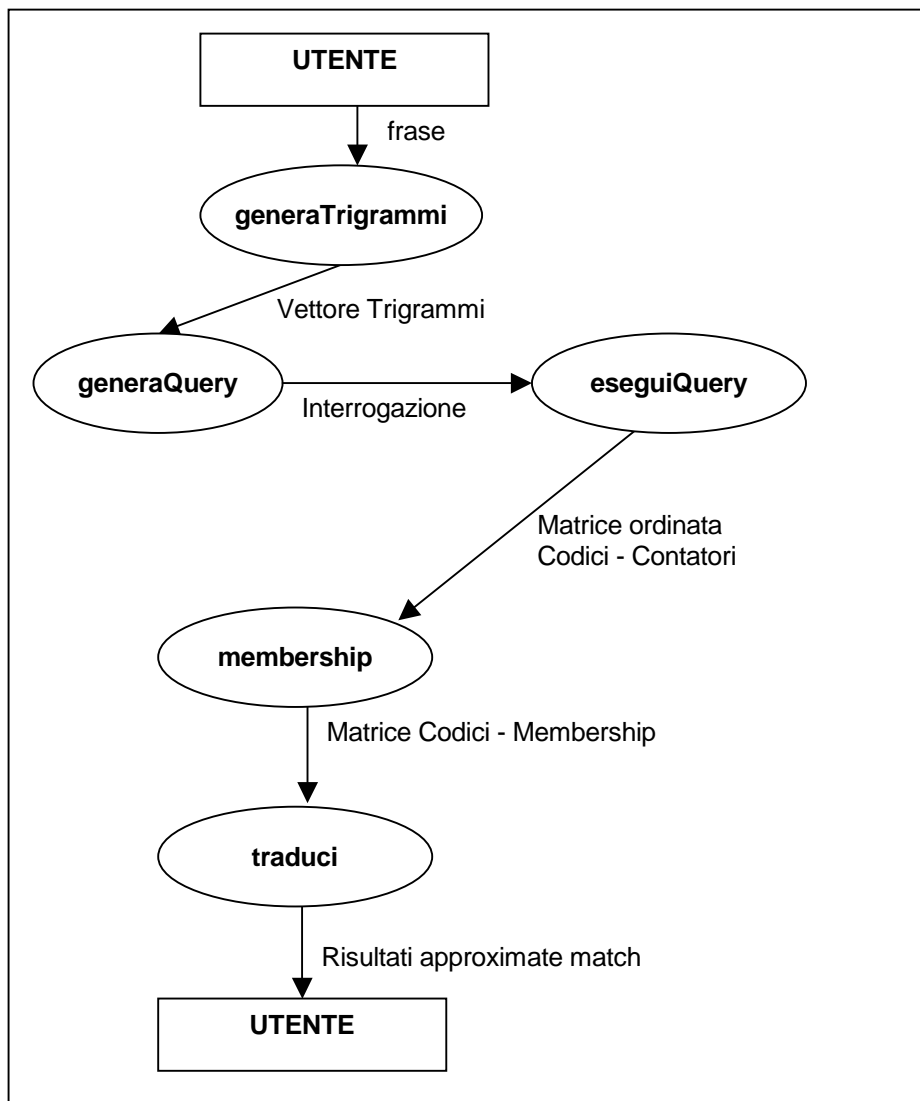 UTENTE
frase
generaTrigrammi
Vettore Trigrammi
generaQuery
Interrogazione
eseguiQuery
Matrice ordinata
Codici - Contatori
membership
Matrice Codici - Membership
traduci
Risultati approximate match
UTENTE